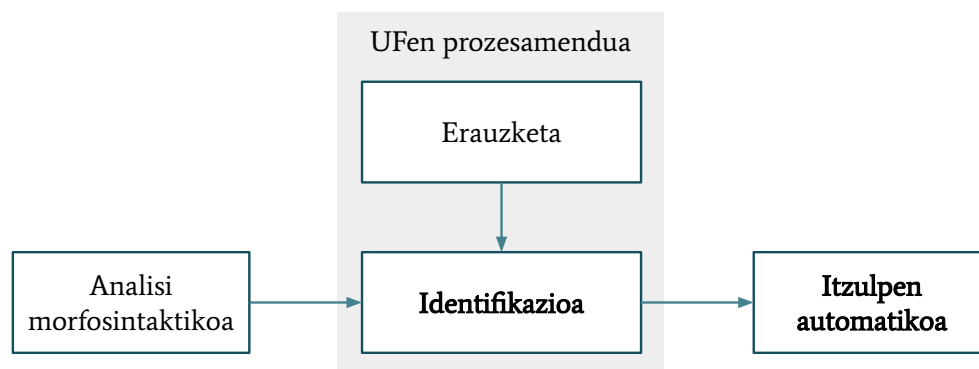 UFen prozesamendua
Erauzketa
Analisi
morfosintaktikoa
Identifikazioa
Itzulpen
automatikoa